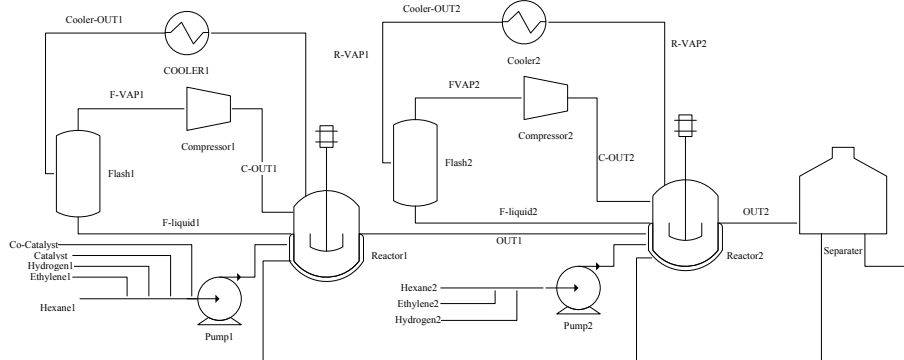 Cooler-OUT1
Cooler-OUT2
R-VAP1
R-VAP2
COOLER1
Cooler2
F-VAP1
FVAP2
Compressor1
Compressor2
Flash1
Flash2
C-OUT1
C-OUT2
F-liquid1
F-liquid2
OUT1
OUT2
Co-Catalyst
Catalyst
Hydrogen1
Ethylene1
Hexane1
Reactor1
Reactor2
Separater
Hexane2
Ethylene2
Hydrogen2
Pump1
Pump2